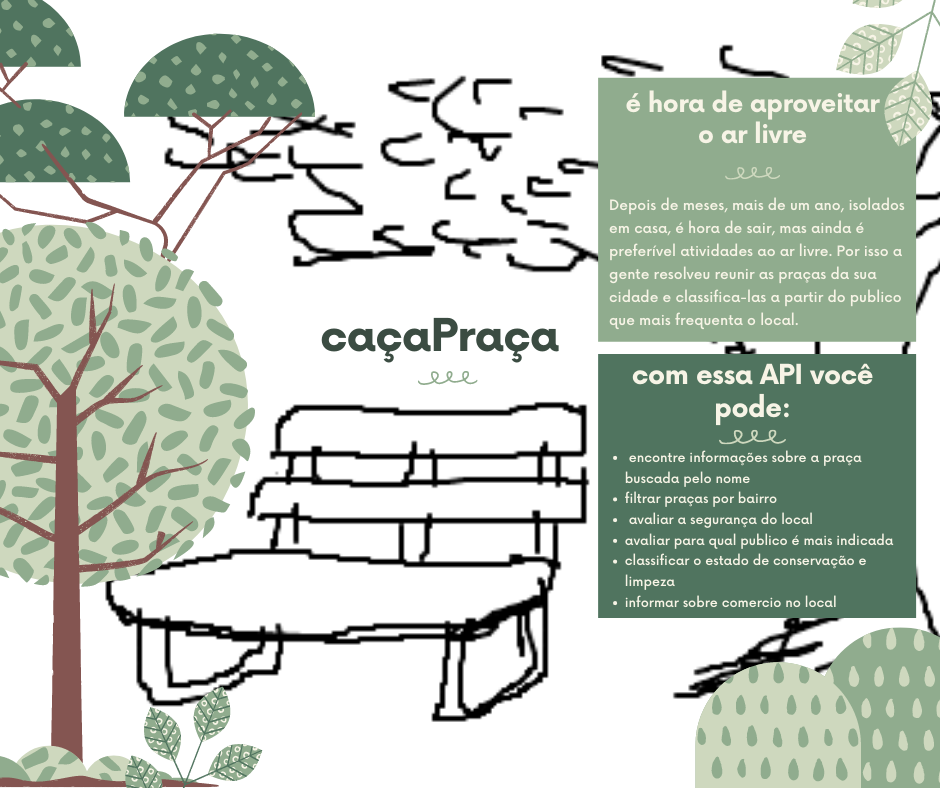 caçaPraça
é hora de aproveitar
o ar livre
Depois de meses, mais de um ano, isolados
em casa, é hora de sair, mas ainda é
preferível atividades ao ar livre. Por isso a
gente resolveu reunir as praças da sua
cidade e classifica-las a partir do publico
que mais frequenta o local.
com essa API você
pode:
• encontre informações sobre a praça
buscada pelo nome
• filtrar praças por bairro
• avaliar a segurança do local
• avaliar para qual publico é mais indicada
• classificar o estado de conservação e
limpeza
• informar sobre comercio no local